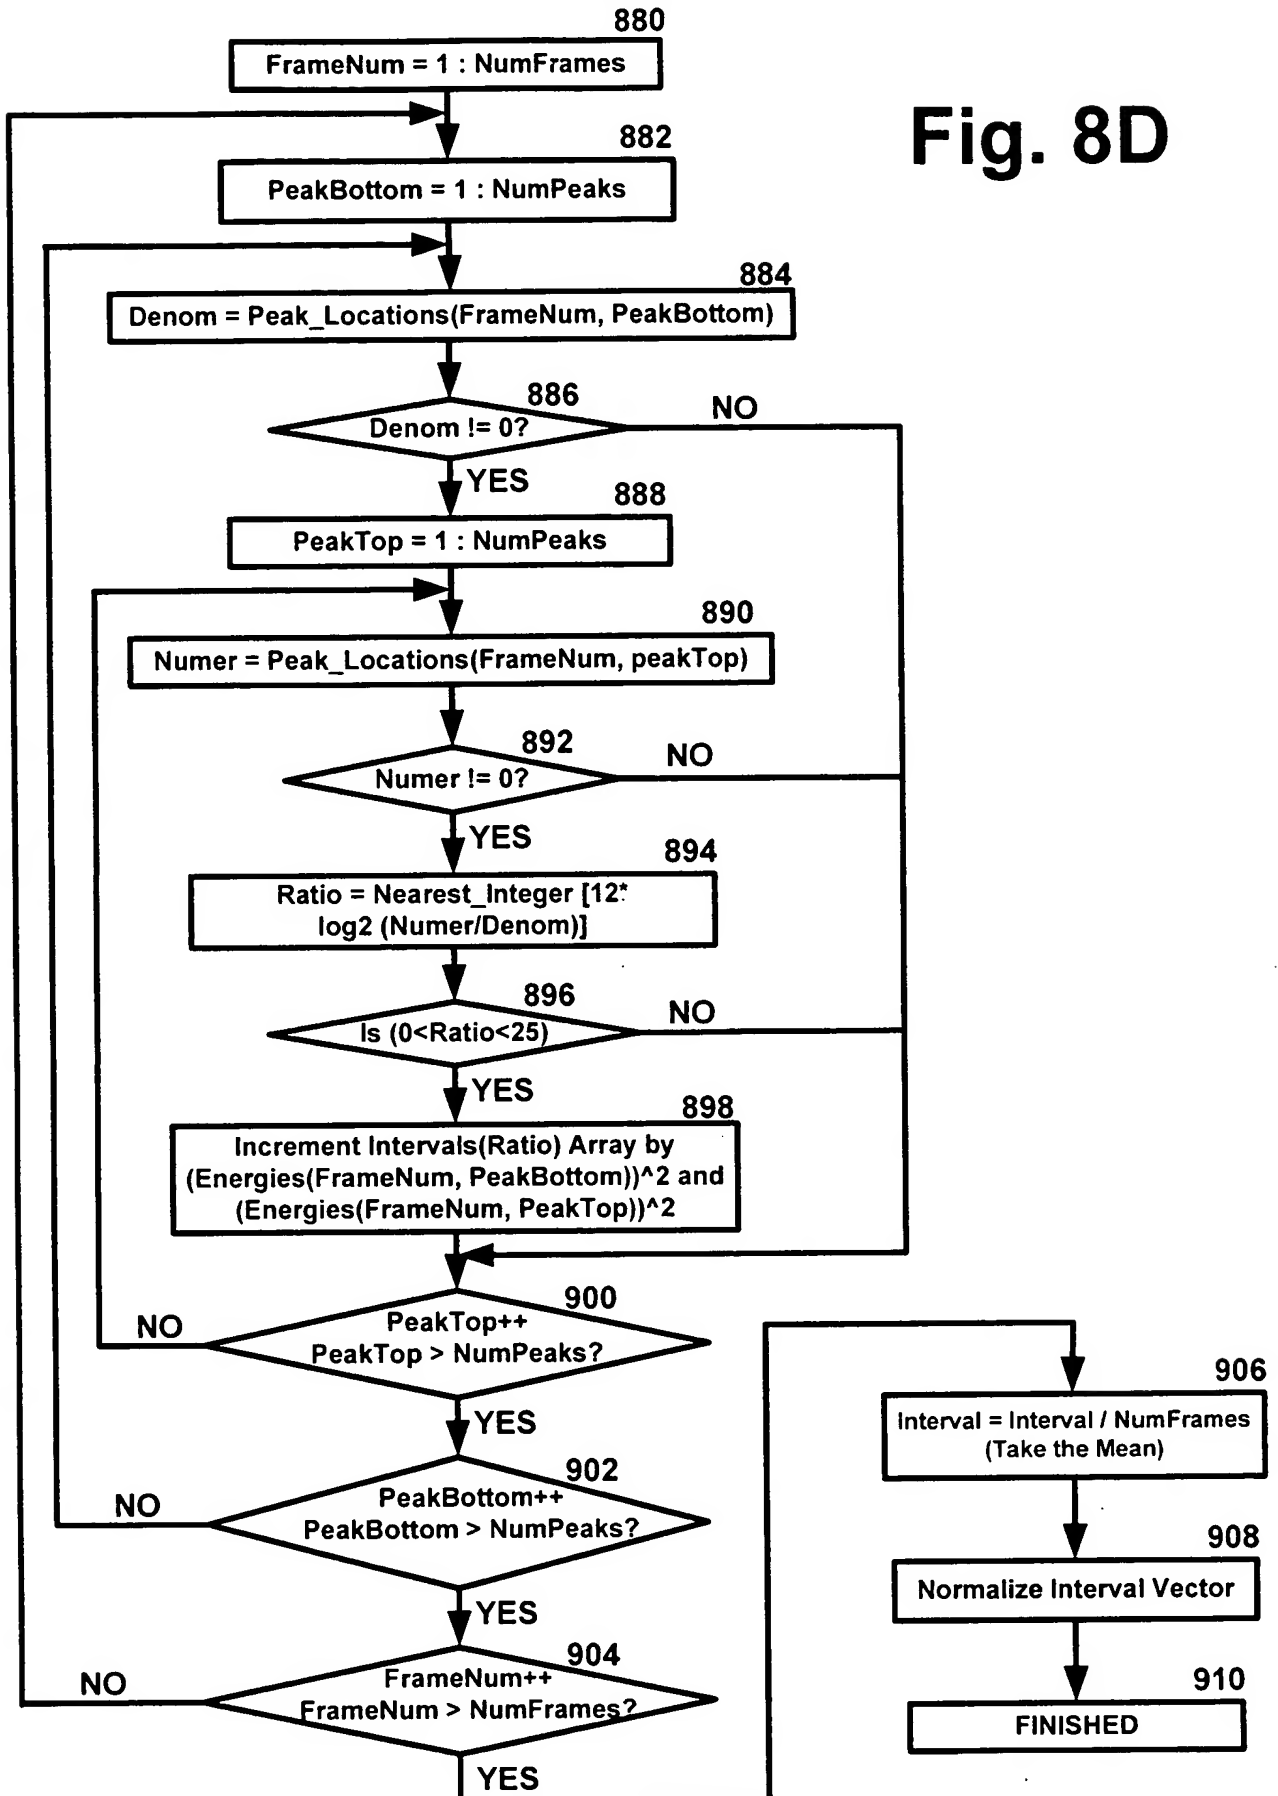 880
FrameNum = 1 : NumFrames
Fig. 8D
882
PeakBottom = 1 : NumPeaks
884
Denom = Peak_Locations(FrameNum, PeakBottom)
886
Denom != 0?
NO
YES
888
PeakTop = 1 : NumPeaks
890
Numer = Peak_Locations(FrameNum, peakTop)
892
Numer != 0?
NO
YES
894
Ratio = Nearest_Integer [12*
log2 (Numer/Denom)]
896
Is (0<Ratio<25)
NO
YES
898
Increment Intervals(Ratio) Array by
(Energies(FrameNum, PeakBottom))^2 and
(Energies(FrameNum, PeakTop))^2
900
PeakTop++
PeakTop > NumPeaks?
NO
YES
902
PeakBottom++
PeakBottom > NumPeaks?
NO
YES
904
FrameNum++
FrameNum > NumFrames?
NO
YES
906
Interval = Interval / NumFrames
(Take the Mean)
908
Normalize Interval Vector
910
FINISHED